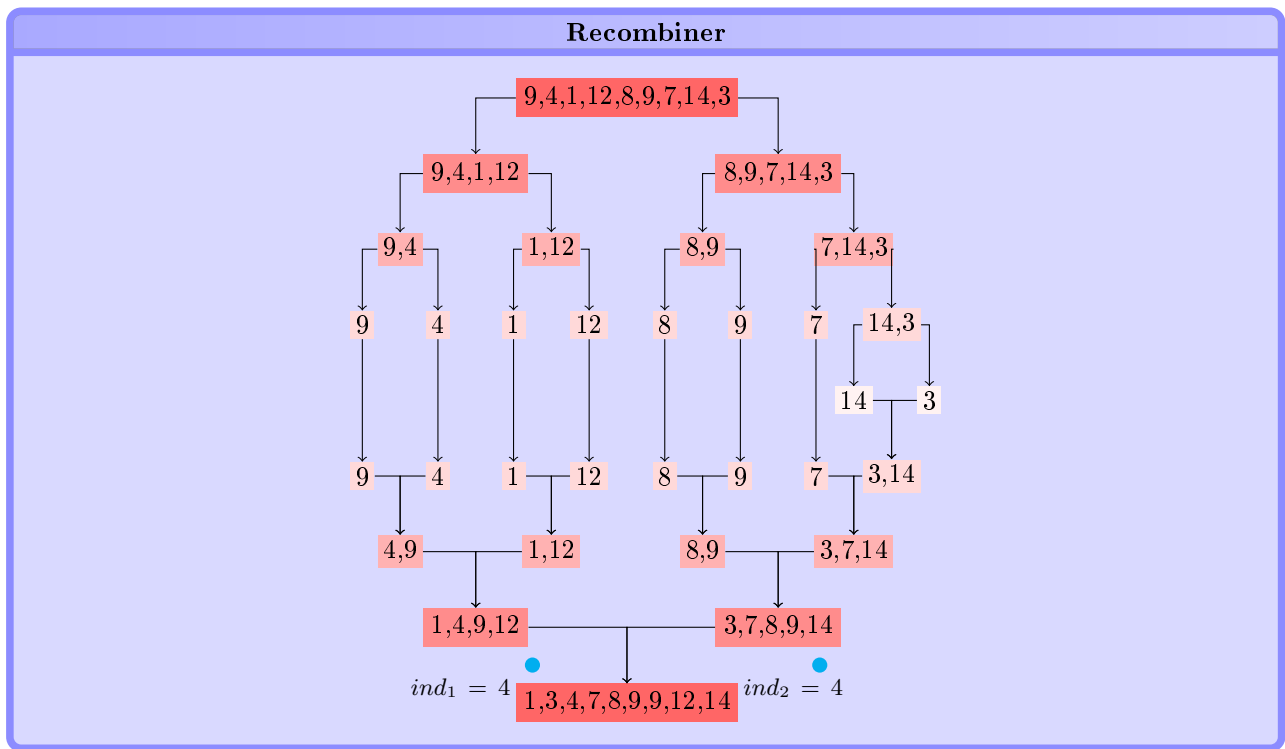 Recombiner
9,4,1,12,8,9,7,14,3
9,4,1,12 8,9,7,14,3
9,4 1,12 8,9 7,14,3
9 4 1 12 8 9 7 14,3
14 3
9 4 1 12 8 9 7 3,14
4,9 1,12 8,9 3,7,14
1,4,9,12 3,7,8,9,14
ind₁ = 4 1,3,4,7,8,9,9,12,14 ind₂ = 4